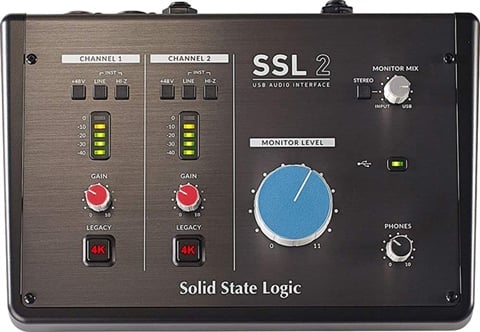 CHANNEL 1
INST
+48V LINE HI-Z
0
-10
-20
-30
-40
GAIN
0 10
LEGACY
4K
CHANNEL 2
INST
+48V LINE HI-Z
0
-10
-20
-30
-40
GAIN
0 10
LEGACY
4K
SSL 2
USB AUDIO INTERFACE
MONITOR MIX
STEREO
INPUT USB
MONITOR LEVEL
0 11
PHONES
0 10
Solid State Logic